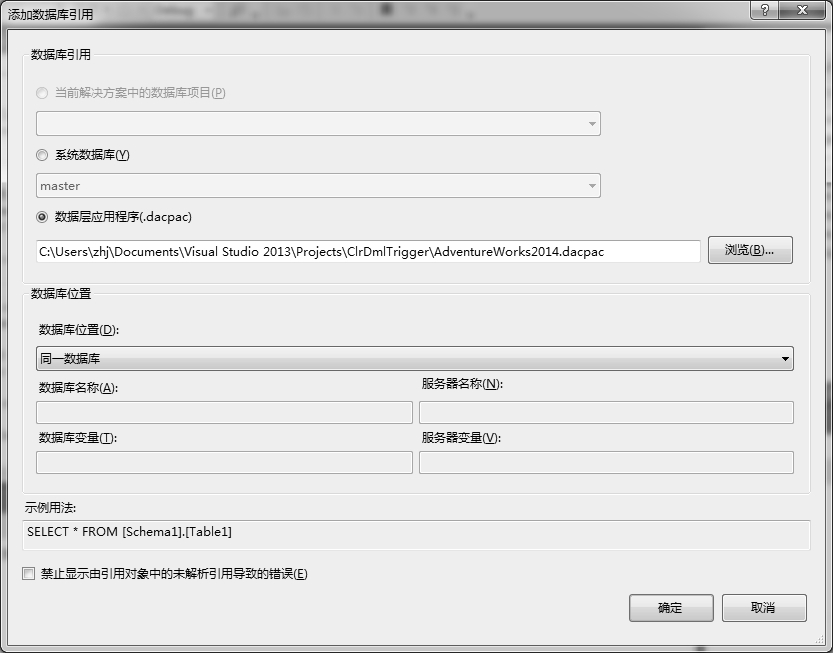 添加数据库引用
数据库引用
当前解决方案中的数据库项目(P)
系统数据库(Y)
master
数据层应用程序(.dacpac)
C:\Users\zhj\Documents\Visual Studio 2013\Projects\ClrDmlTrigger\AdventureWorks2014.dacpac
浏览(B)...
数据库位置
数据库位置(D):
同一数据库
数据库名称(A):
服务器名称(N):
数据库变量(T):
服务器变量(V):
示例用法:
SELECT * FROM [Schema1].[Table1]
禁止显示由引用对象中的未解析引用导致的错误(E)
确定
取消